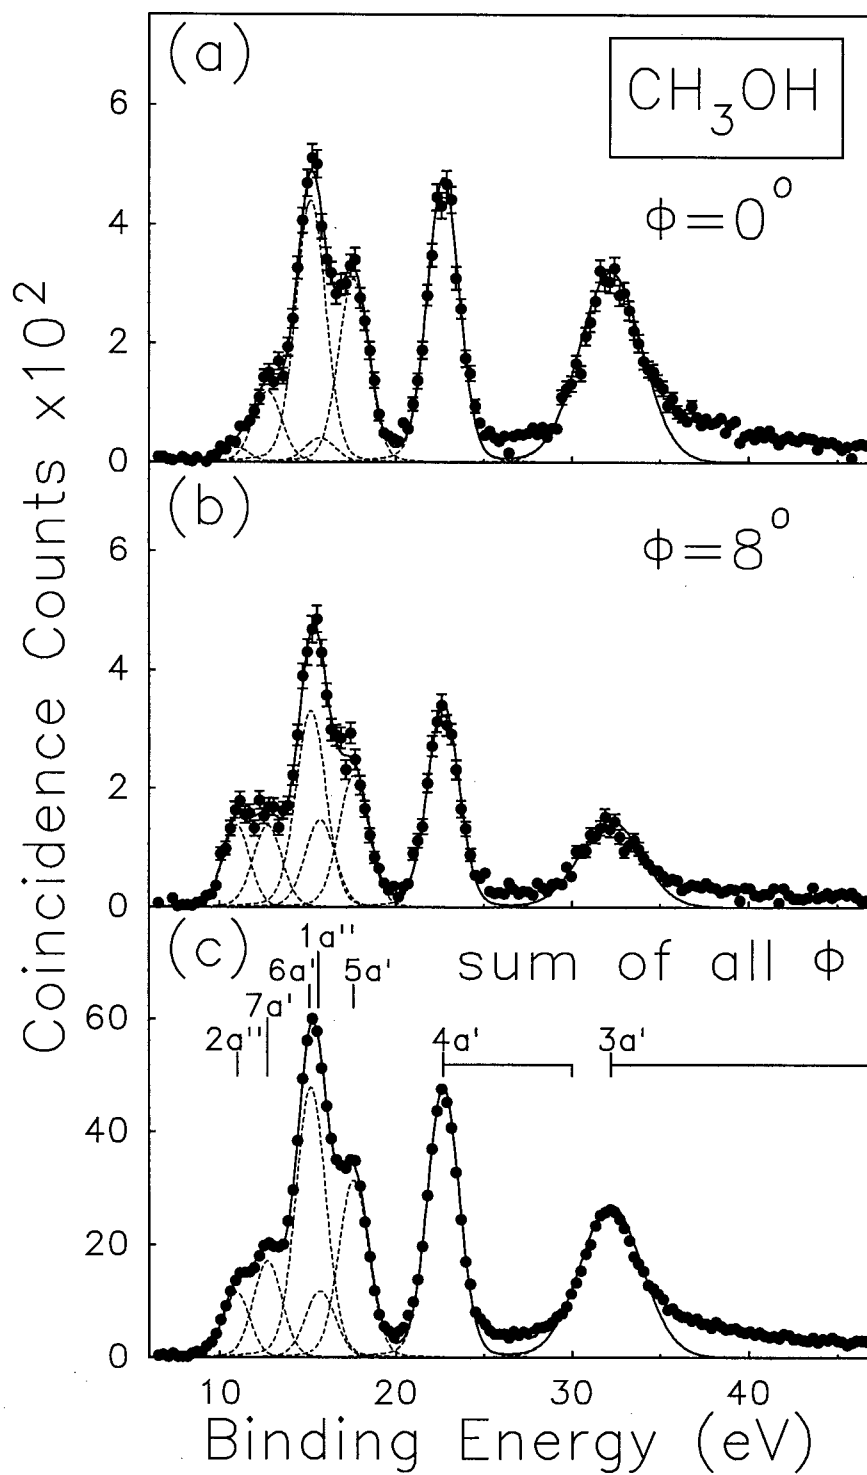 (a)
CH3OH
ϕ=0°
6
4
2
0
(b)
ϕ=8°
6
4
2
0
Coincidence Counts x10²
(c)
sum of all ϕ
1a''
6a' 5a'
7a'
2a'' 4a' 3a'
60
40
20
0
10 20 30 40
Binding Energy (eV)